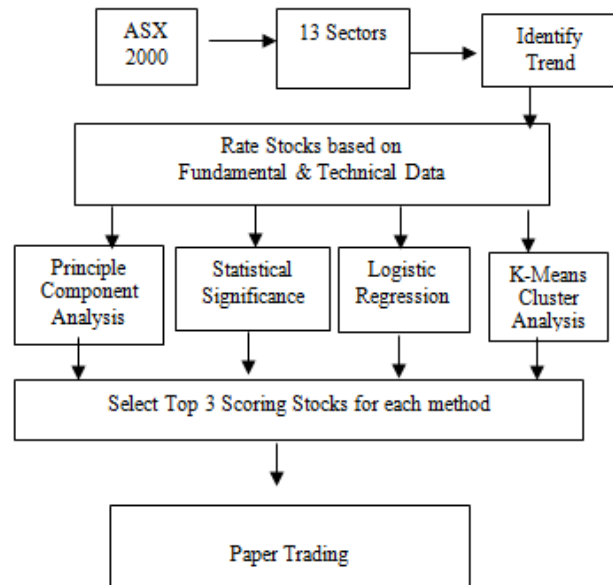 ASX
2000
13 Sectors
Identify
Trend
Rate Stocks based on
Fundamental & Technical Data
Principle
Component
Analysis
Statistical
Significance
Logistic
Regression
K-Means
Cluster
Analysis
Select Top 3 Scoring Stocks for each method
Paper Trading